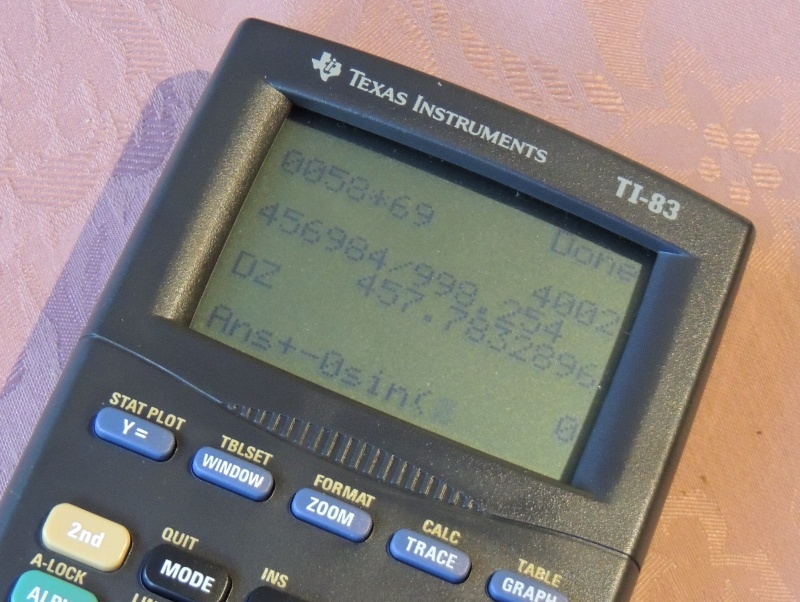 TEXAS INSTRUMENTS
TI-83
Done
0058*69
4002
456984/998.254
457.7832896
DZ
0
Ans+-0sin(
STAT PLOT
Y=
TBLSET
WINDOW
FORMAT
ZOOM
CALC
TRACE
TABLE
GRAPH
2nd
QUIT
MODE
INS
A-LOCK